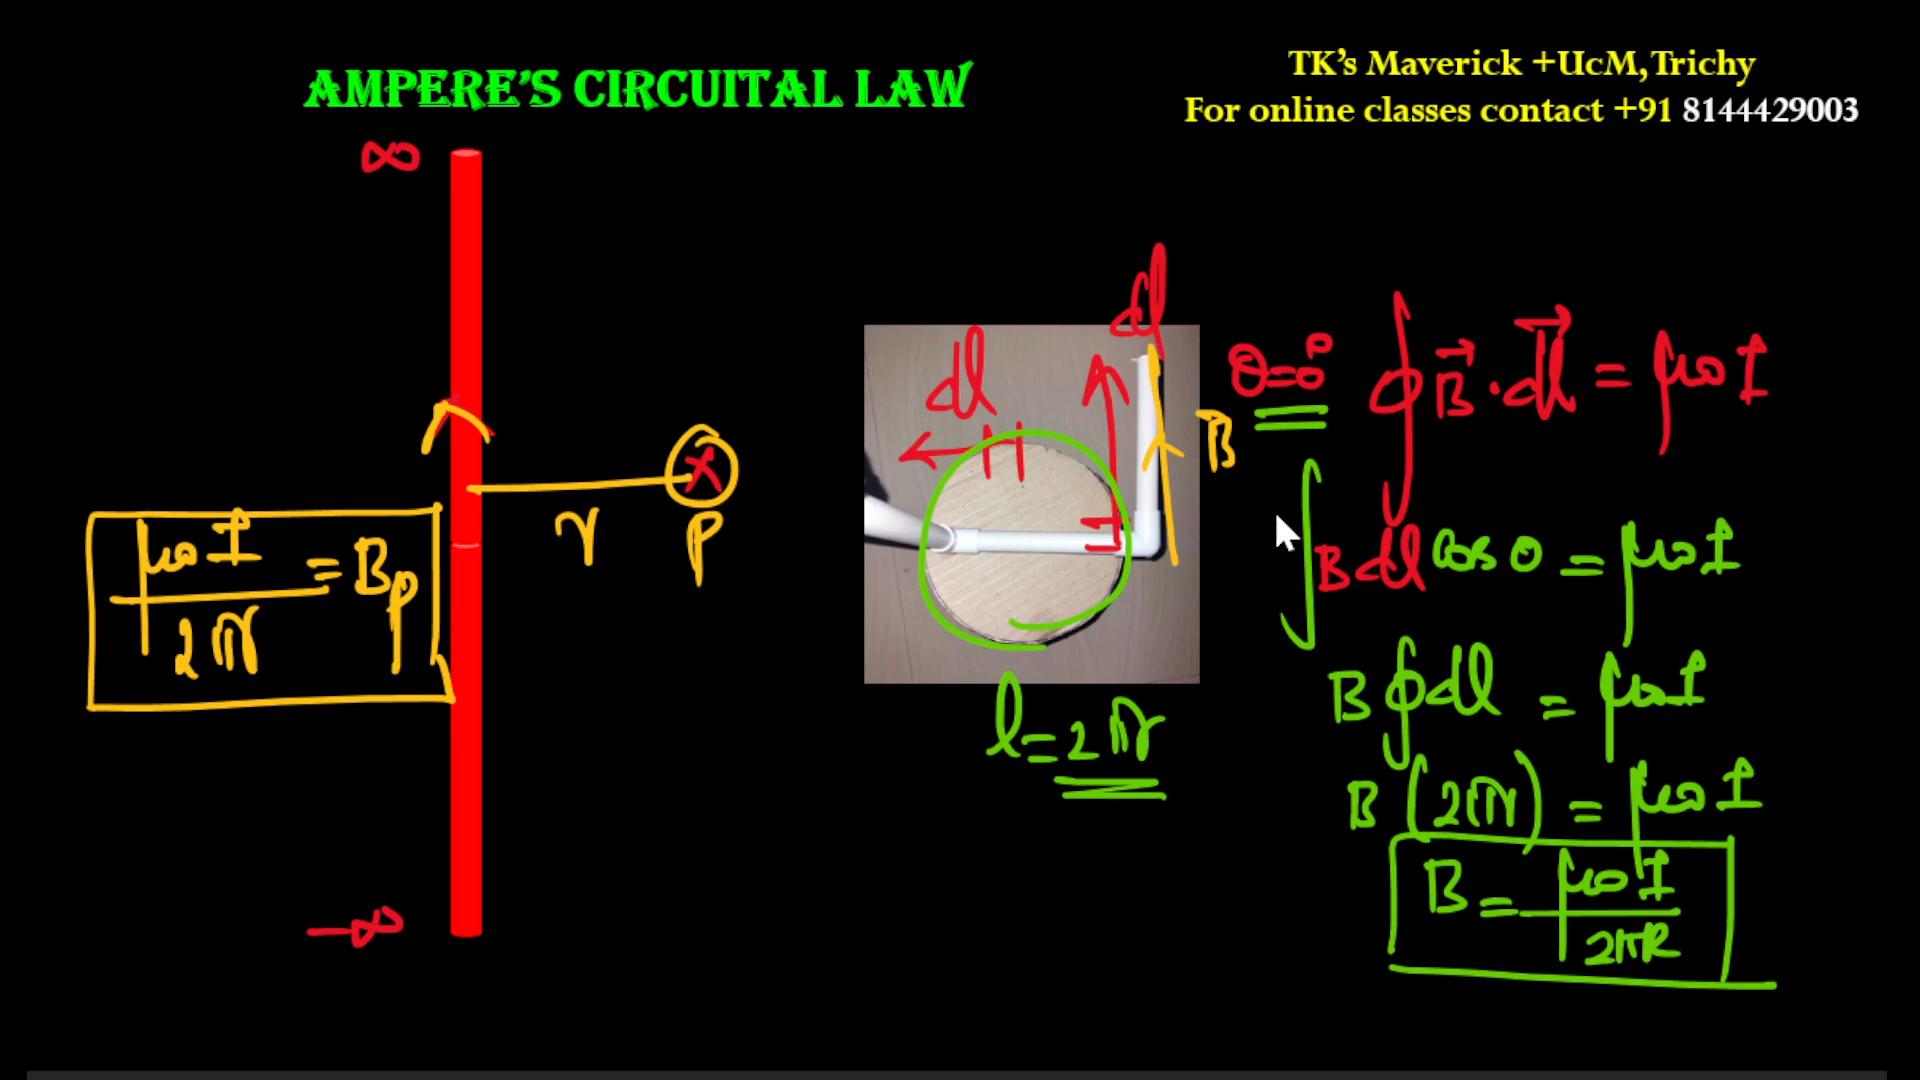 AMPERE'S CIRCUITAL LAW
TK's Maverick +UcM,Trichy
For online classes contact +91 8144429003
∞
r
P
μ₀I / 2πr = Bₚ
-∞
dl
dl
B⃗
l = 2πr
θ=0°
∮ B⃗ · d⃗l = μ₀I
∫ B dl cos θ = μ₀I
B ∮ dl = μ₀I
B (2πr) = μ₀I
B = μ₀I / 2πR